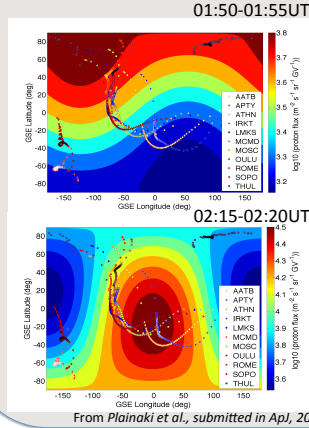 01:50-01:55UT
80
60
40
20
0
-20
-40
-60
-80
GSE Latitude (deg)
-150 -100 -50 0 50 100 150
GSE Longitude (deg)
AATB
APTY
ATHN
IRKT
LMKS
MCMD
MOSC
OULU
ROME
SOPO
THUL
3.8
3.7
3.6
3.5
3.4
3.3
3.2
log10 (proton flux (m⁻² s⁻¹ sr⁻¹ GV⁻¹))
02:15-02:20UT
80
60
40
20
0
-20
-40
-60
-80
GSE Latitude (deg)
-150 -100 -50 0 50 100 150
GSE Longitude (deg)
AATB
APTY
ATHN
IRKT
LMKS
MCMD
MOSC
OULU
ROME
SOPO
THUL
4.5
4.4
4.3
4.2
4.1
4
3.9
3.8
3.7
3.6
log10 (proton flux (m⁻² s⁻¹ sr⁻¹ GV⁻¹))
From Plainaki et al., submitted in ApJ, 20